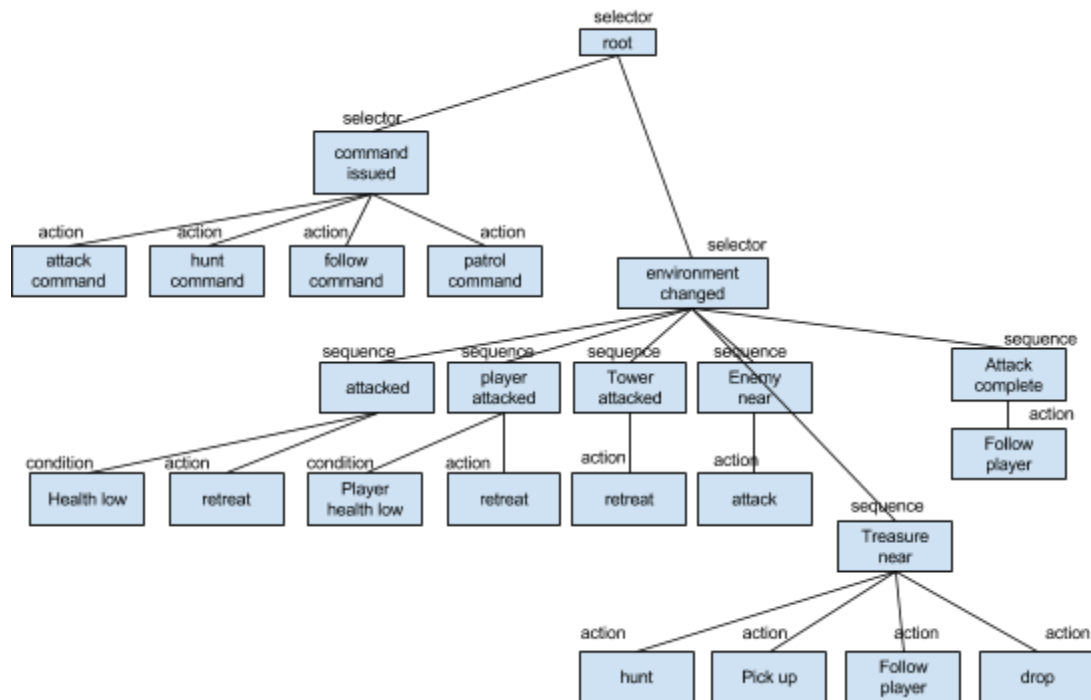 selector
root
selector
command
issued
action
action
action
action
attack
command
hunt
command
follow
command
patrol
command
selector
environment
changed
sequence
sequence
sequence
sequence
sequence
attacked
player
attacked
Tower
attacked
Enemy
near
Attack
complete
action
Follow
player
condition
action
condition
action
action
action
Health low
retreat
Player
health low
retreat
retreat
attack
sequence
Treasure
near
action
action
action
action
hunt
Pick up
Follow
player
drop